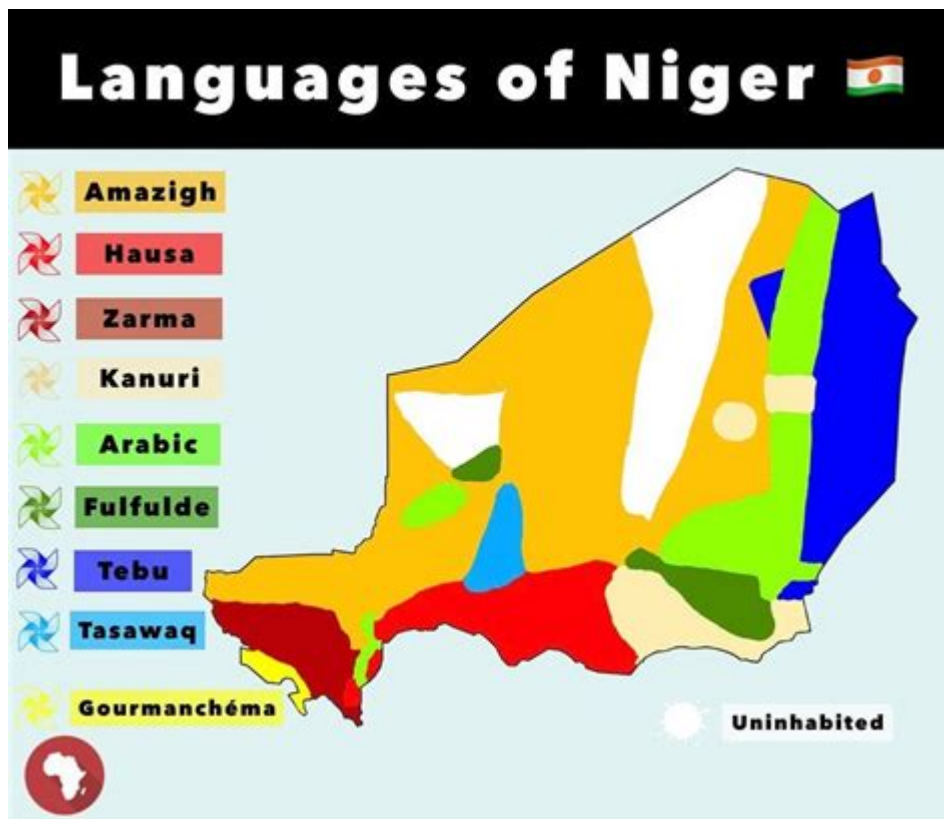 Languages of Niger
Amazigh
Hausa
Zarma
Kanuri
Arabic
Fulfulde
Tebu
Tasawaq
Gourmanchéma
Uninhabited